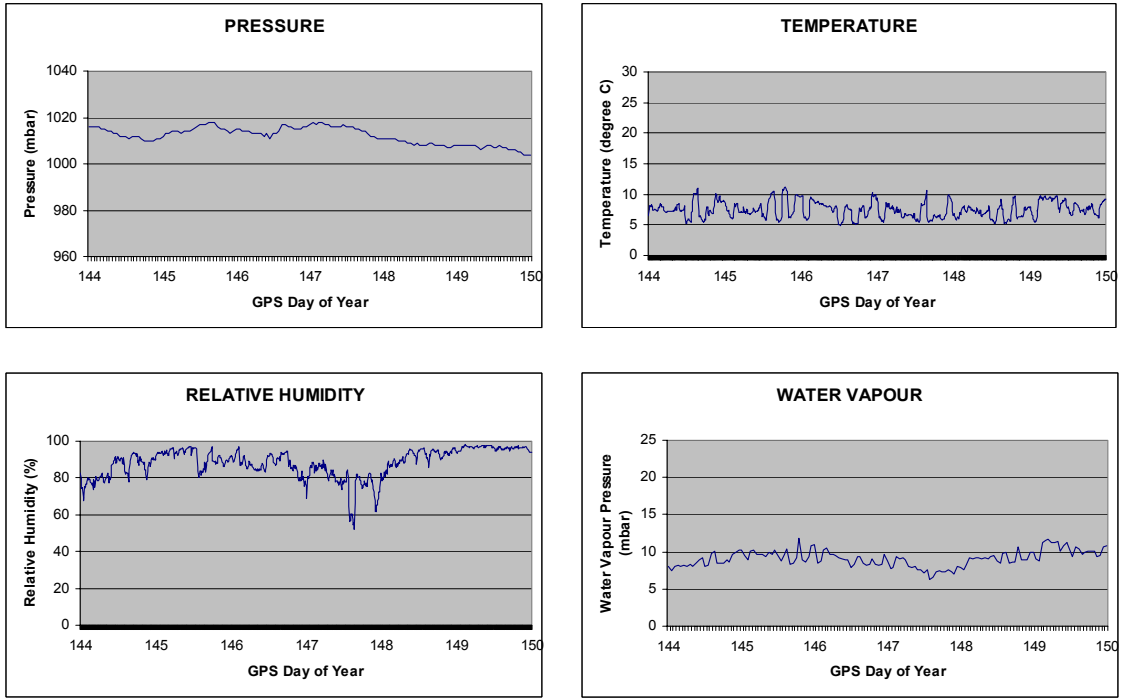 PRESSURE
1040
1020
1000
980
960
Pressure (mbar)
144 145 146 147 148 149 150
GPS Day of Year
TEMPERATURE
30
25
20
15
10
5
0
Temperature (degree C)
144 145 146 147 148 149 150
GPS Day of Year
RELATIVE HUMIDITY
100
80
60
40
20
0
Relative Humidity (%)
144 145 146 147 148 149 150
GPS Day of Year
WATER VAPOUR
25
20
15
10
5
0
Water Vapour Pressure
(mbar)
144 145 146 147 148 149 150
GPS Day of Year